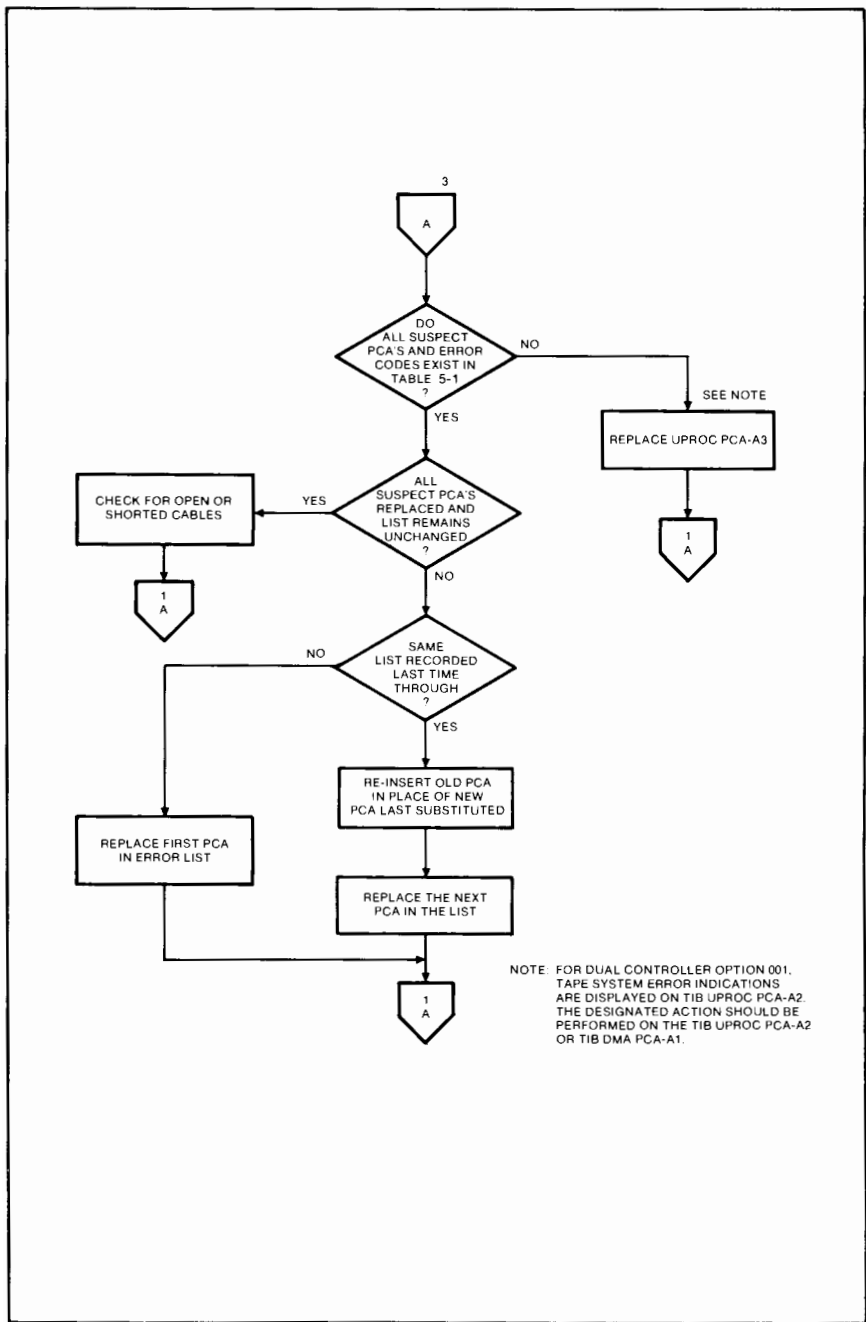 3
A
DO
ALL SUSPECT
PCA'S AND ERROR
CODES EXIST IN
TABLE 5-1
?
NO
YES
SEE NOTE
REPLACE UPROC PCA-A3
1
A
ALL
SUSPECT PCA'S
REPLACED AND
LIST REMAINS
UNCHANGED
?
YES
CHECK FOR OPEN OR
SHORTED CABLES
1
A
NO
SAME
LIST RECORDED
LAST TIME
THROUGH
?
NO
YES
REPLACE FIRST PCA
IN ERROR LIST
RE-INSERT OLD PCA
IN PLACE OF NEW
PCA LAST SUBSTITUTED
REPLACE THE NEXT
PCA IN THE LIST
1
A
NOTE: FOR DUAL CONTROLLER OPTION 001,
TAPE SYSTEM ERROR INDICATIONS
ARE DISPLAYED ON TIB UPROC PCA-A2.
THE DESIGNATED ACTION SHOULD BE
PERFORMED ON THE TIB UPROC PCA-A2
OR TIB DMA PCA-A1.